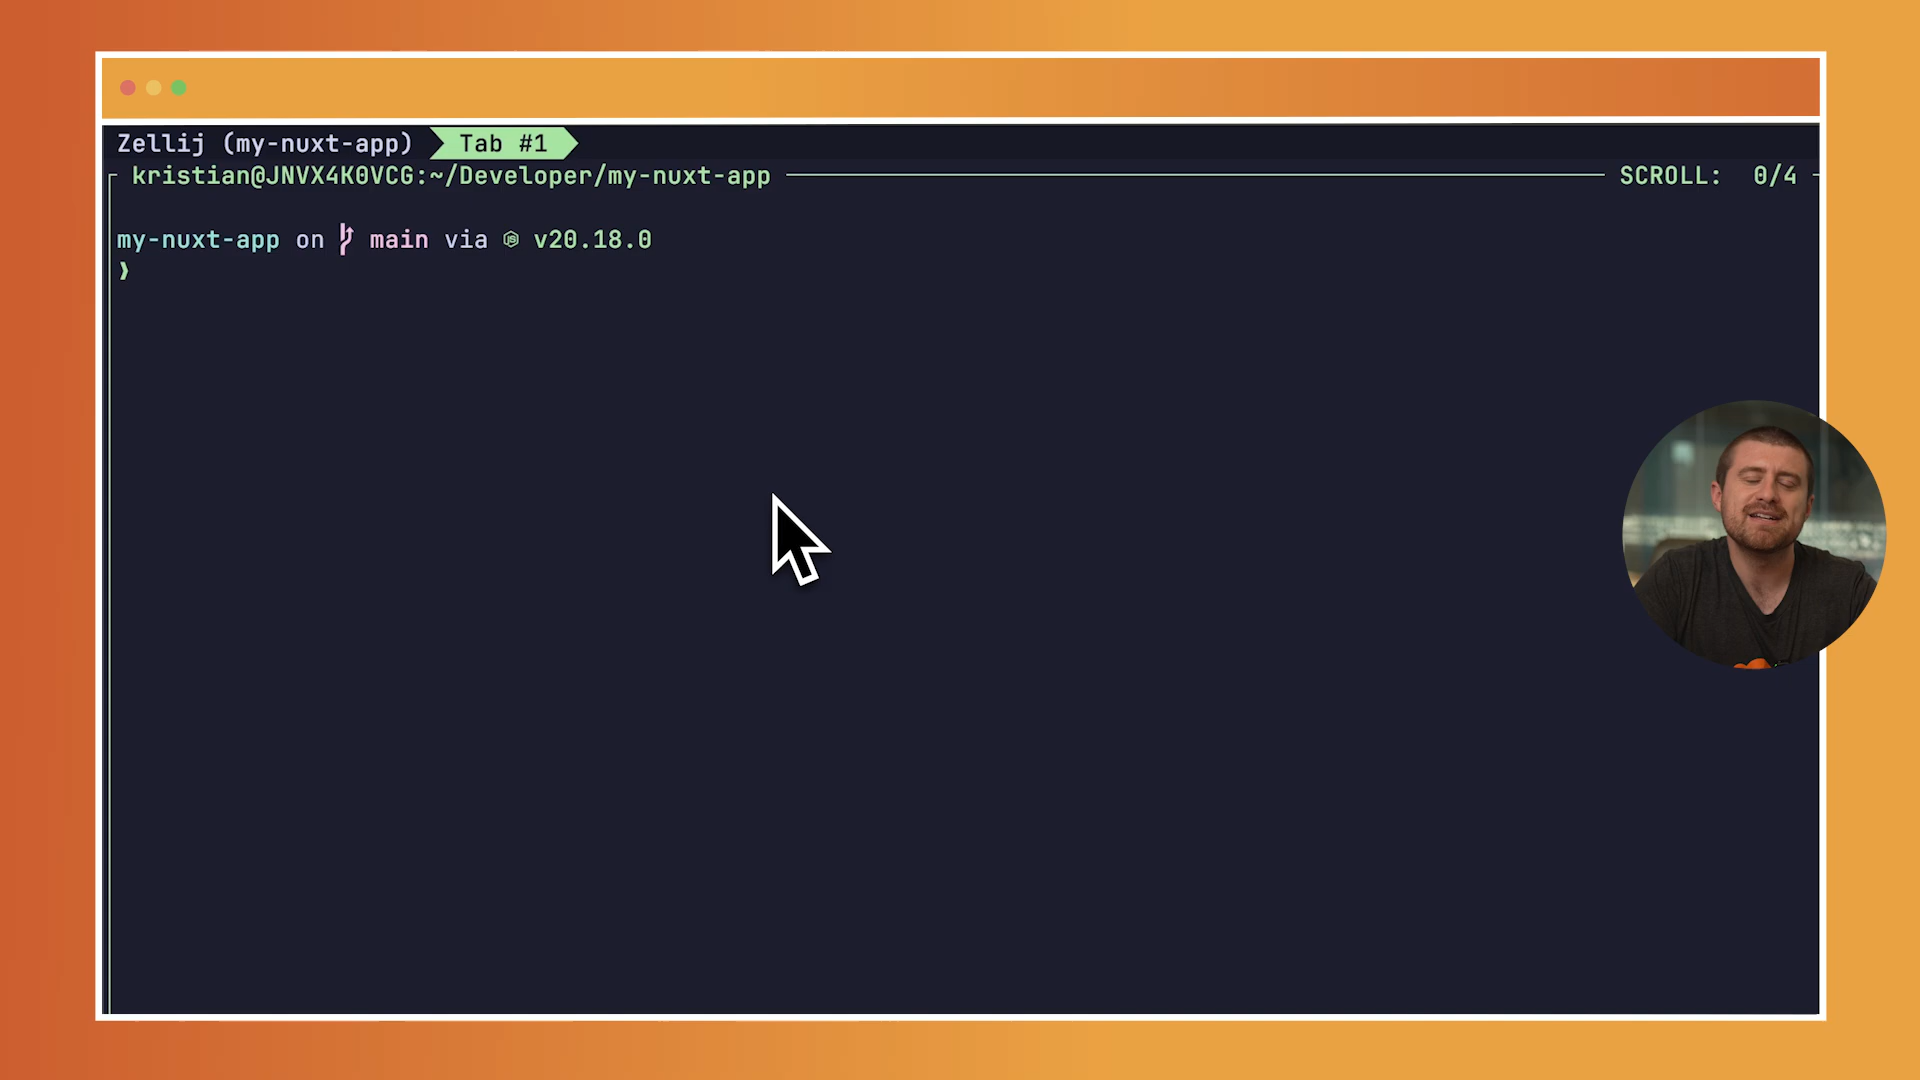 Zellij (my-nuxt-app) Tab #1
kristian@JNVX4K0VCG:~/Developer/my-nuxt-app SCROLL: 0/4
my-nuxt-app on main via v20.18.0
❯